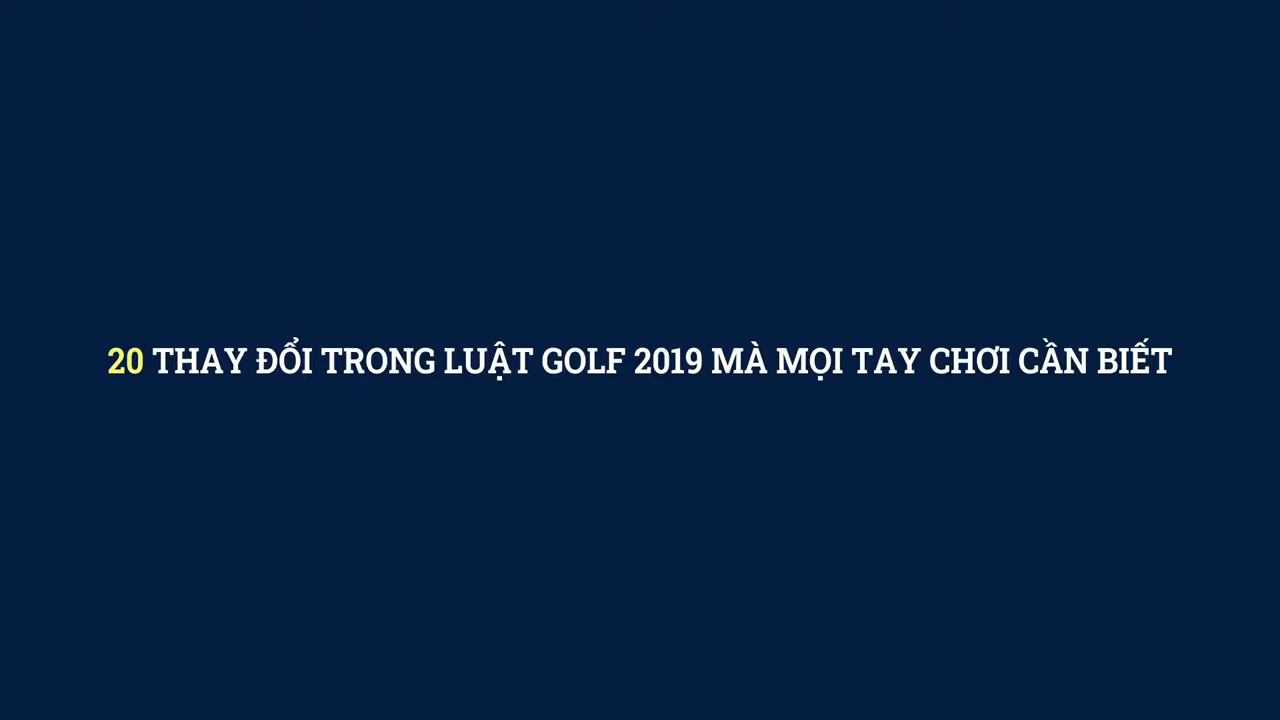 20 THAY ĐỔI TRONG LUẬT GOLF 2019 MÀ MỌI TAY CHƠI CẦN BIẾT